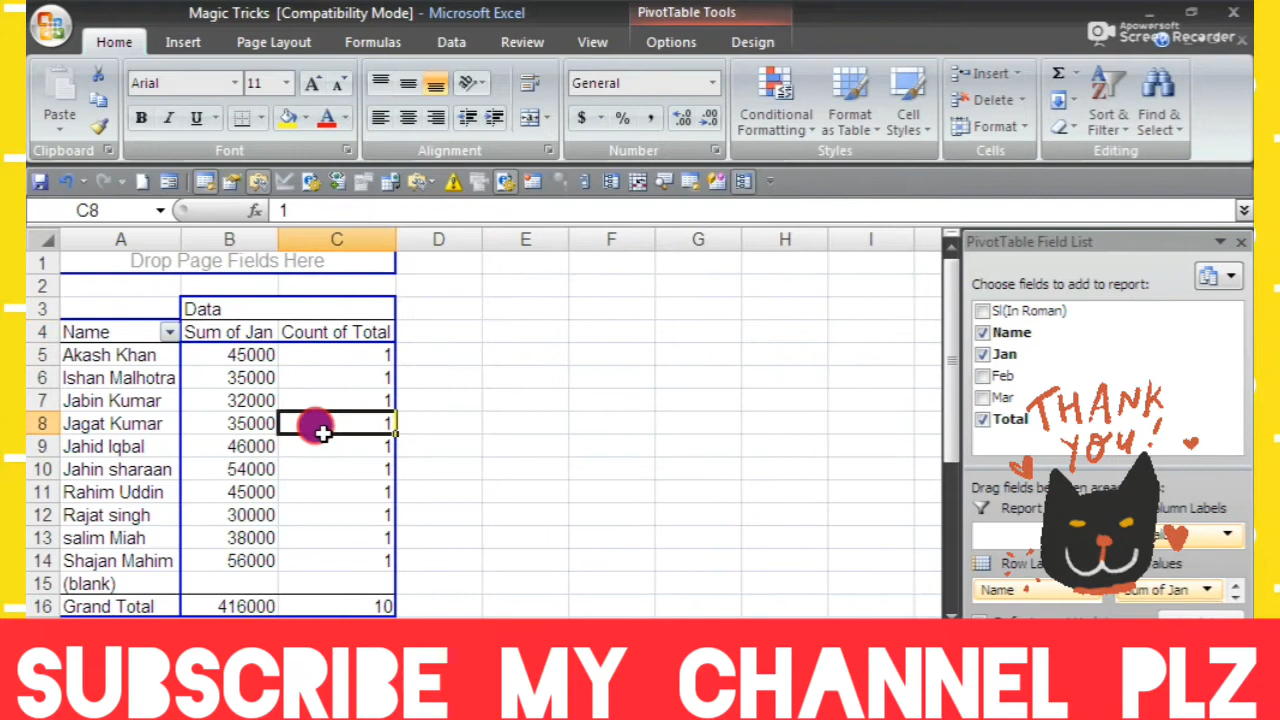 Magic Tricks [Compatibility Mode] - Microsoft Excel
PivotTable Tools
Apowersoft
Screen Recorder
Home Insert Page Layout Formulas Data Review View Options Design
Paste
Arial 11
B I U
General
$ % ,
Conditional Formatting
Format as Table
Cell Styles
Insert
Delete
Format
Σ
Sort & Filter
Find & Select
Clipboard Font Alignment Number Styles Cells Editing
C8 fx 1
A B C D E F G H I
1 Drop Page Fields Here
2
3 Data
4 Name Sum of Jan Count of Total
5 Akash Khan 45000 1
6 Ishan Malhotra 35000 1
7 Jabin Kumar 32000 1
8 Jagat Kumar 35000 1
9 Jahid Iqbal 46000 1
10 Jahin sharaan 54000 1
11 Rahim Uddin 45000 1
12 Rajat singh 30000 1
13 salim Miah 38000 1
14 Shajan Mahim 56000 1
15 (blank)
16 Grand Total 416000 10
PivotTable Field List
Choose fields to add to report:
Sl(In Roman)
Name
Jan
Feb
Mar
Total
THANK
YOU!
Drag fields
Report
Labels
Row
Name
Sum of Jan
SUBSCRIBE MY CHANNEL PLZ